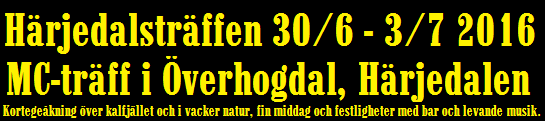 Härjedalsträffen 30/6 - 3/7 2016
MC-träff i Överhogdal, Härjedalen
Kortegeåkning över kalfjället och i vacker natur, fin middag och festligheter med bar och levande musik.